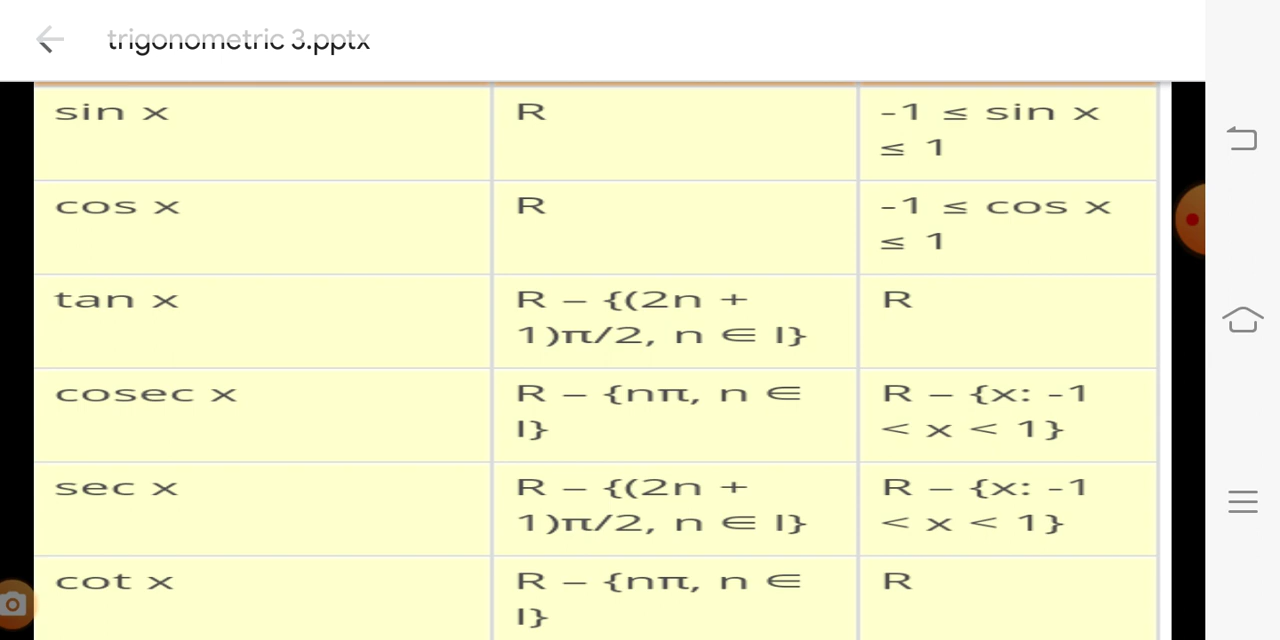 trigonometric 3.pptx
sin x
R
-1 ≤ sin x
≤ 1
cos x
R
-1 ≤ cos x
≤ 1
tan x
R – {(2n +
1)π/2, n ∈ I}
R
cosec x
R – {nπ, n ∈
I}
R – {x: -1
< x < 1}
sec x
R – {(2n +
1)π/2, n ∈ I}
R – {x: -1
< x < 1}
cot x
R – {nπ, n ∈
I}
R